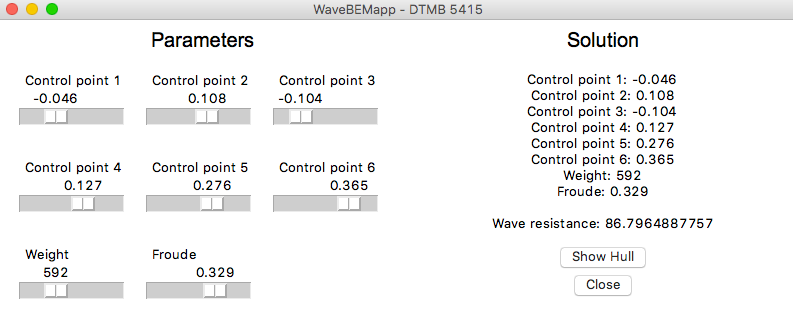 WaveBEMapp - DTMB 5415
Parameters
Control point 1
-0.046
Control point 2
0.108
Control point 3
-0.104
Control point 4
0.127
Control point 5
0.276
Control point 6
0.365
Weight
592
Froude
0.329
Solution
Control point 1: -0.046
Control point 2: 0.108
Control point 3: -0.104
Control point 4: 0.127
Control point 5: 0.276
Control point 6: 0.365
Weight: 592
Froude: 0.329
Wave resistance: 86.7964887757
Show Hull
Close